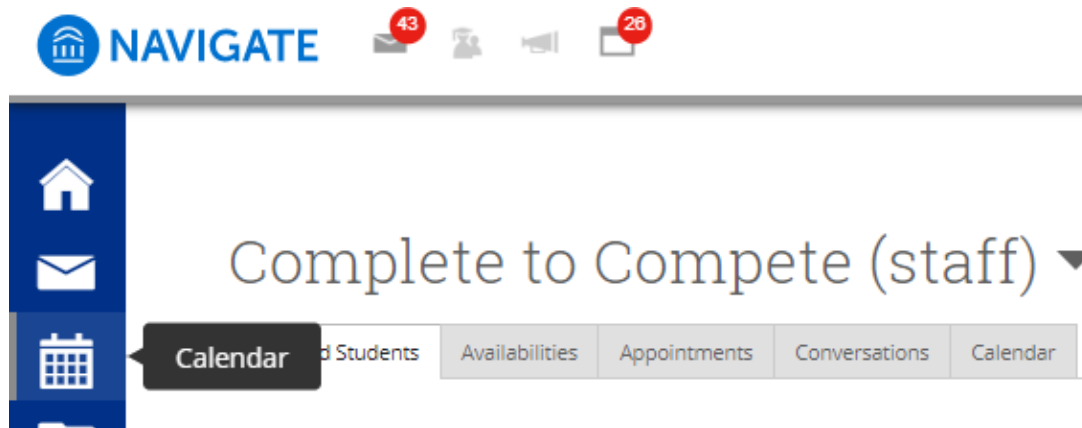 NAVIGATE 43 26
Complete to Compete (staff)
Calendar d Students Availabilities Appointments Conversations Calendar